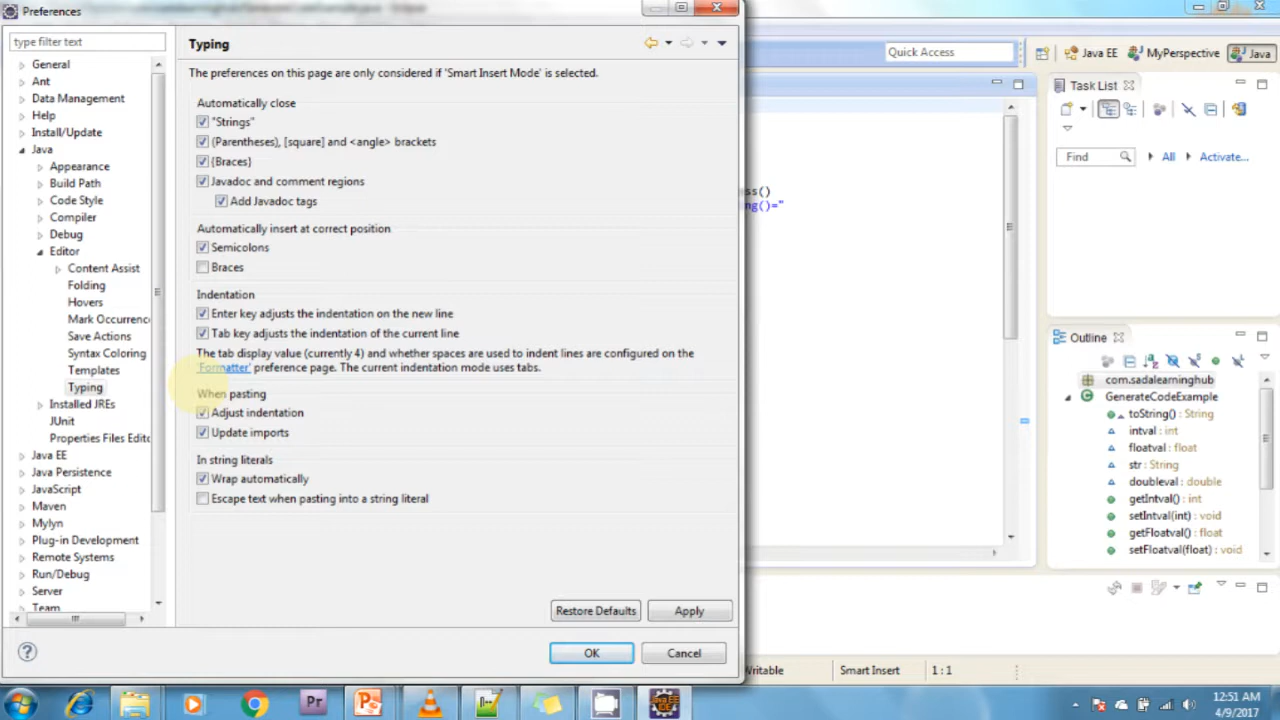 Preferences
type filter text
General
Ant
Data Management
Help
Install/Update
Java
Appearance
Build Path
Code Style
Compiler
Debug
Editor
Content Assist
Folding
Hovers
Mark Occurrence
Save Actions
Syntax Coloring
Templates
Typing
Installed JREs
JUnit
Properties Files Edito
Java EE
Java Persistence
JavaScript
Maven
Mylyn
Plug-in Development
Remote Systems
Run/Debug
Server
Team
Typing
The preferences on this page are only considered if 'Smart Insert Mode' is selected.
Automatically close
"Strings"
(Parentheses), [square] and <angle> brackets
{Braces}
Javadoc and comment regions
Add Javadoc tags
Automatically insert at correct position
Semicolons
Braces
Indentation
Enter key adjusts the indentation on the new line
Tab key adjusts the indentation of the current line
The tab display value (currently 4) and whether spaces are used to indent lines are configured on the
'Formatter' preference page. The current indentation mode uses tabs.
When pasting
Adjust indentation
Update imports
In string literals
Wrap automatically
Escape text when pasting into a string literal
Restore Defaults
Apply
OK
Cancel
Quick Access
Java EE
MyPerspective
Java
ss()
ng()="
Task List
Find
All
Activate...
Outline
com.sadalearninghub
GenerateCodeExample
toString() : String
intval : int
floatval : float
str : String
doubleval : double
getIntval() : int
setIntval(int) : void
getFloatval() : float
setFloatval(float) : void
Writable
Smart Insert
1 : 1
Pr
Java EE
IDE
12:51 AM
4/9/2017